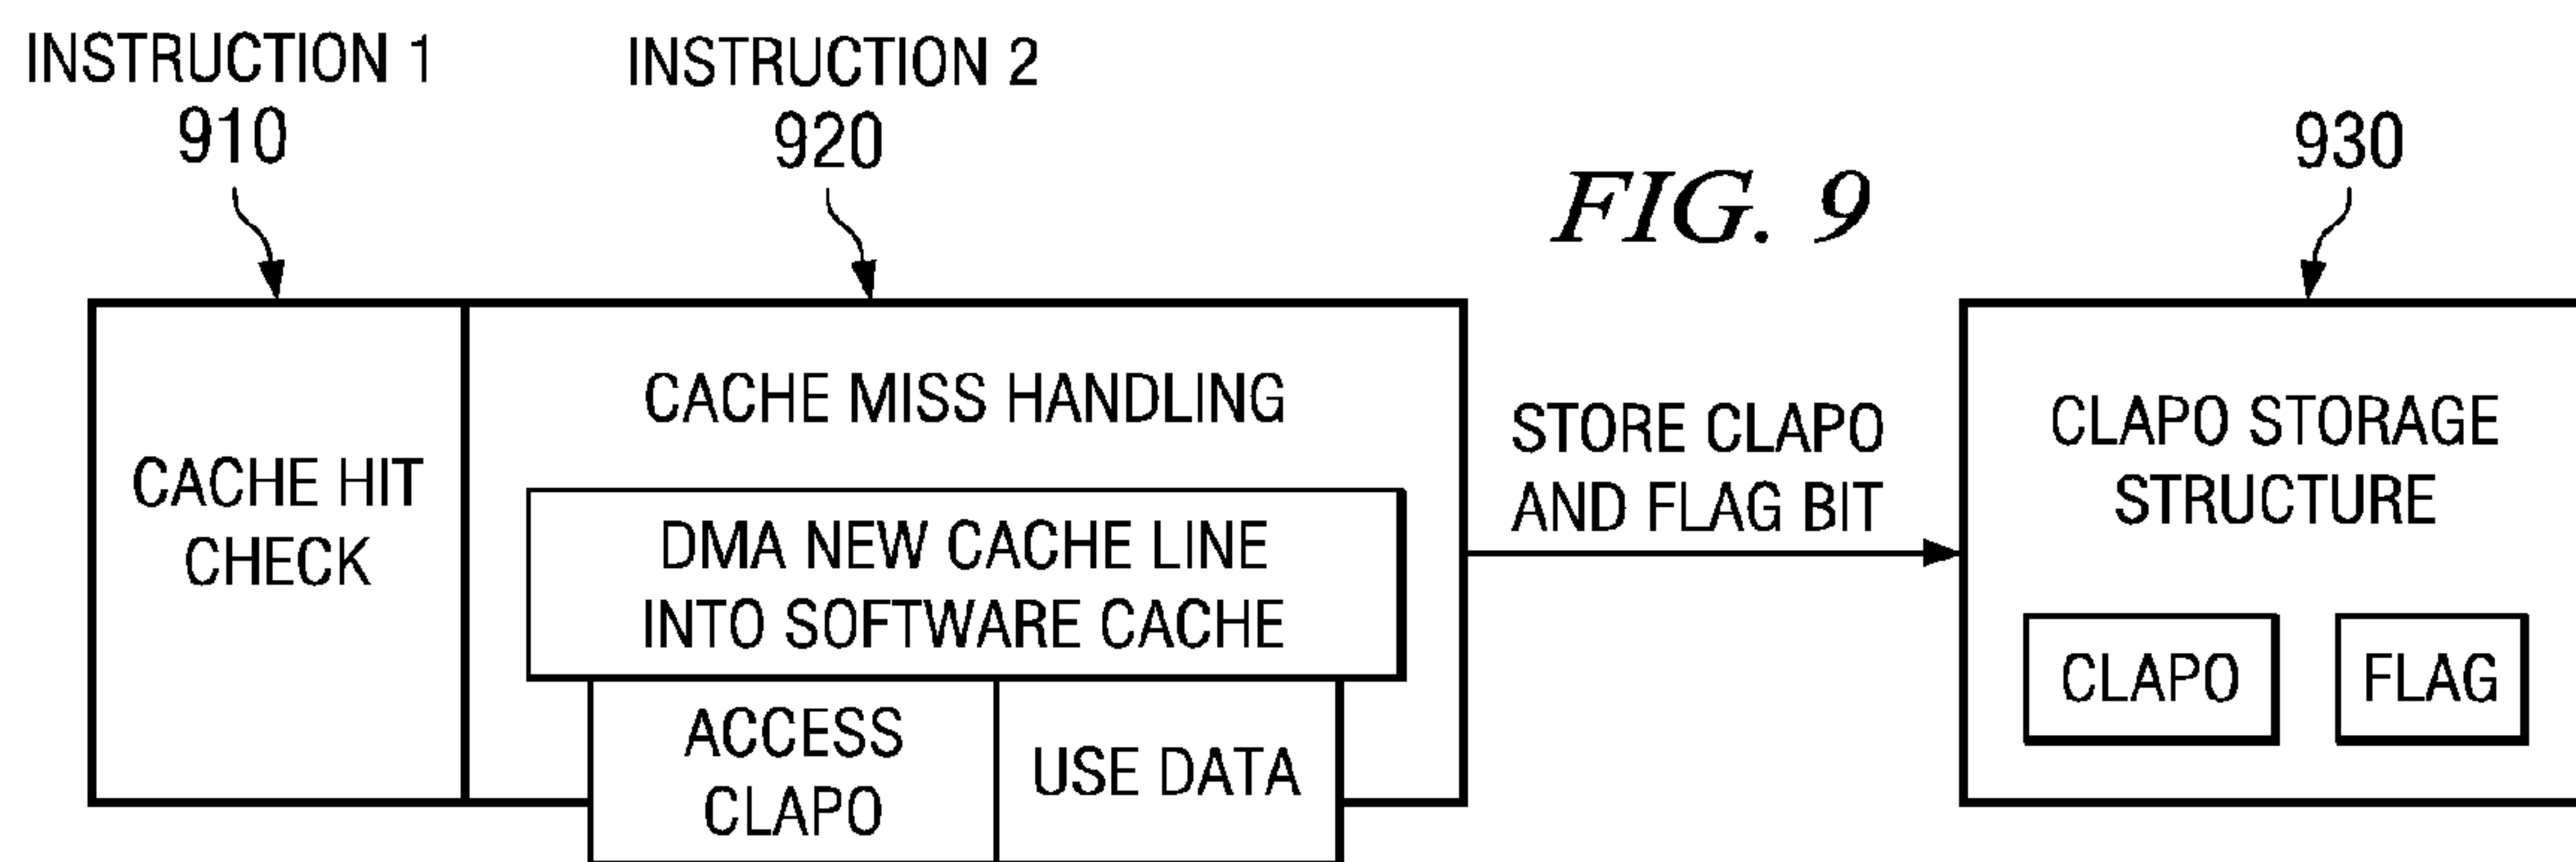 INSTRUCTION 1
910
INSTRUCTION 2
920
FIG. 9
930
CACHE HIT
CHECK
CACHE MISS HANDLING
DMA NEW CACHE LINE
INTO SOFTWARE CACHE
ACCESS
CLAPO
USE DATA
STORE CLAPO
AND FLAG BIT
CLAPO STORAGE
STRUCTURE
CLAPO
FLAG